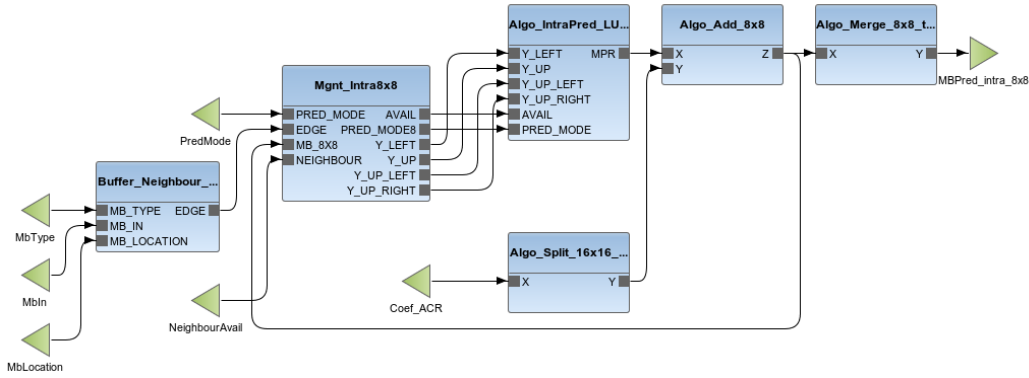 Algo_IntraPred_LU...
Y_LEFT MPR
Y_UP
Y_UP_LEFT
Y_UP_RIGHT
AVAIL
PRED_MODE
Algo_Add_8x8
X Z
Y
Algo_Merge_8x8_t...
X Y
MBPred_intra_8x8
Mgnt_Intra8x8
PRED_MODE AVAIL
EDGE PRED_MODE8
MB_8X8 Y_LEFT
NEIGHBOUR Y_UP
Y_UP_LEFT
Y_UP_RIGHT
PredMode
Buffer_Neighbour_...
MB_TYPE EDGE
MB_IN
MB_LOCATION
MbType
MbIn
MbLocation
NeighbourAvail
Coef_ACR
Algo_Split_16x16_...
X Y